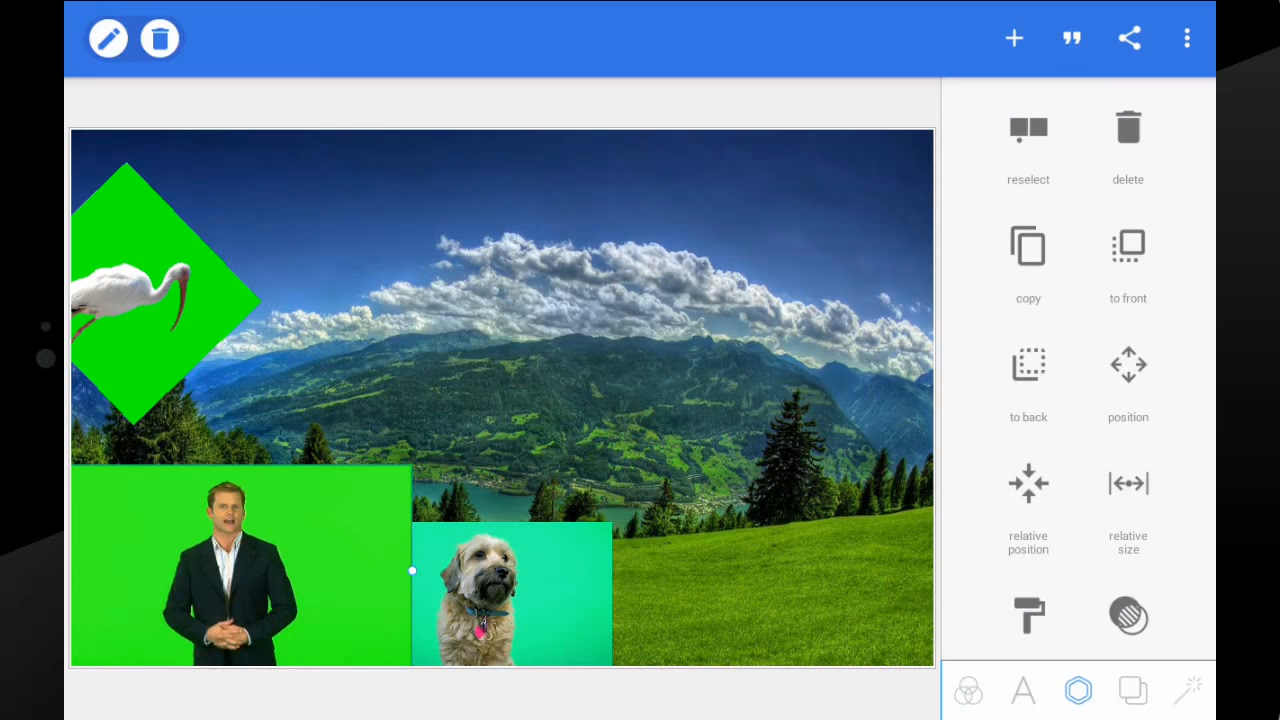 reselect
delete
copy
to front
to back
position
relative
position
relative
size